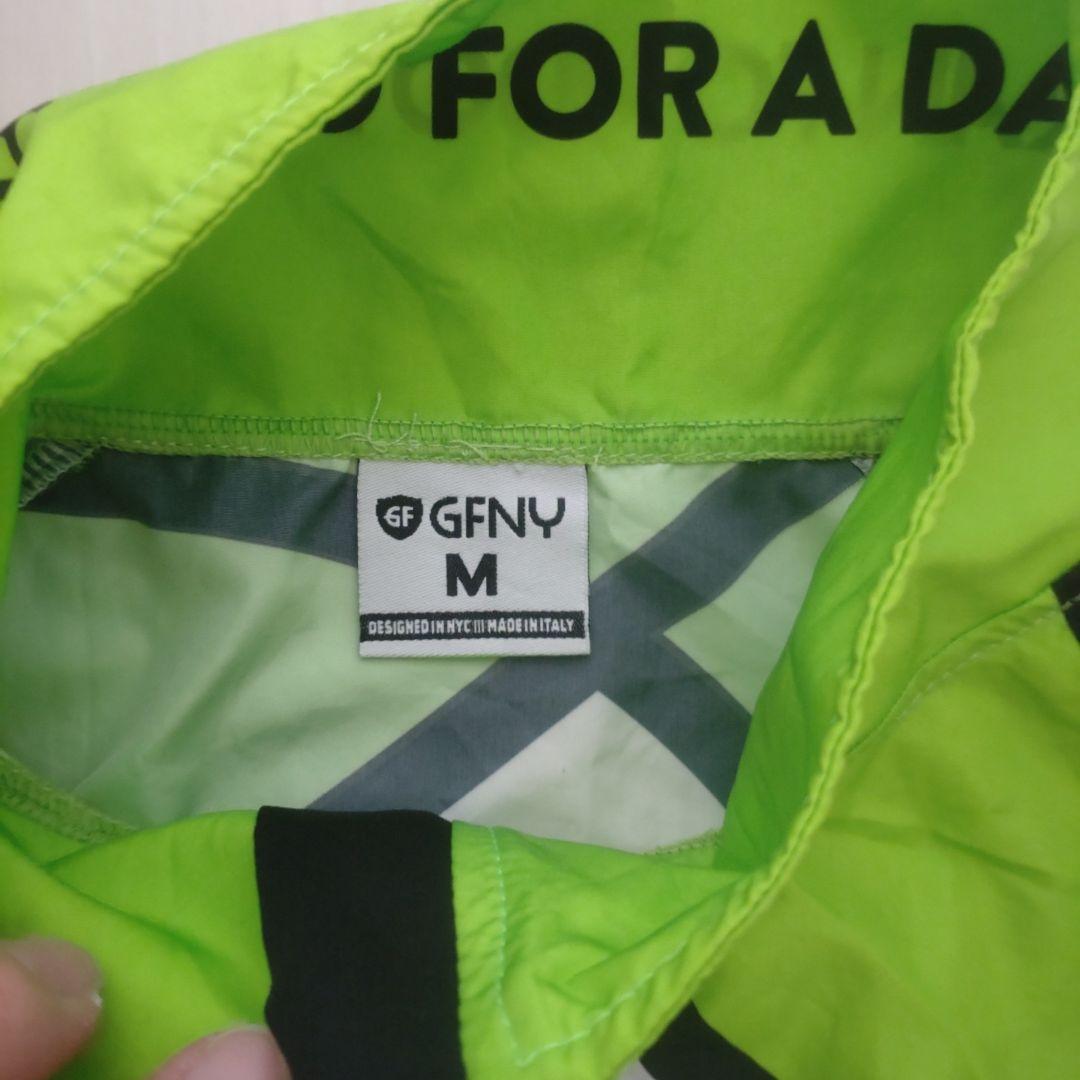 FOR A DA
GF GFNY
M
DESIGNED IN NYC ||| MADE IN ITALY